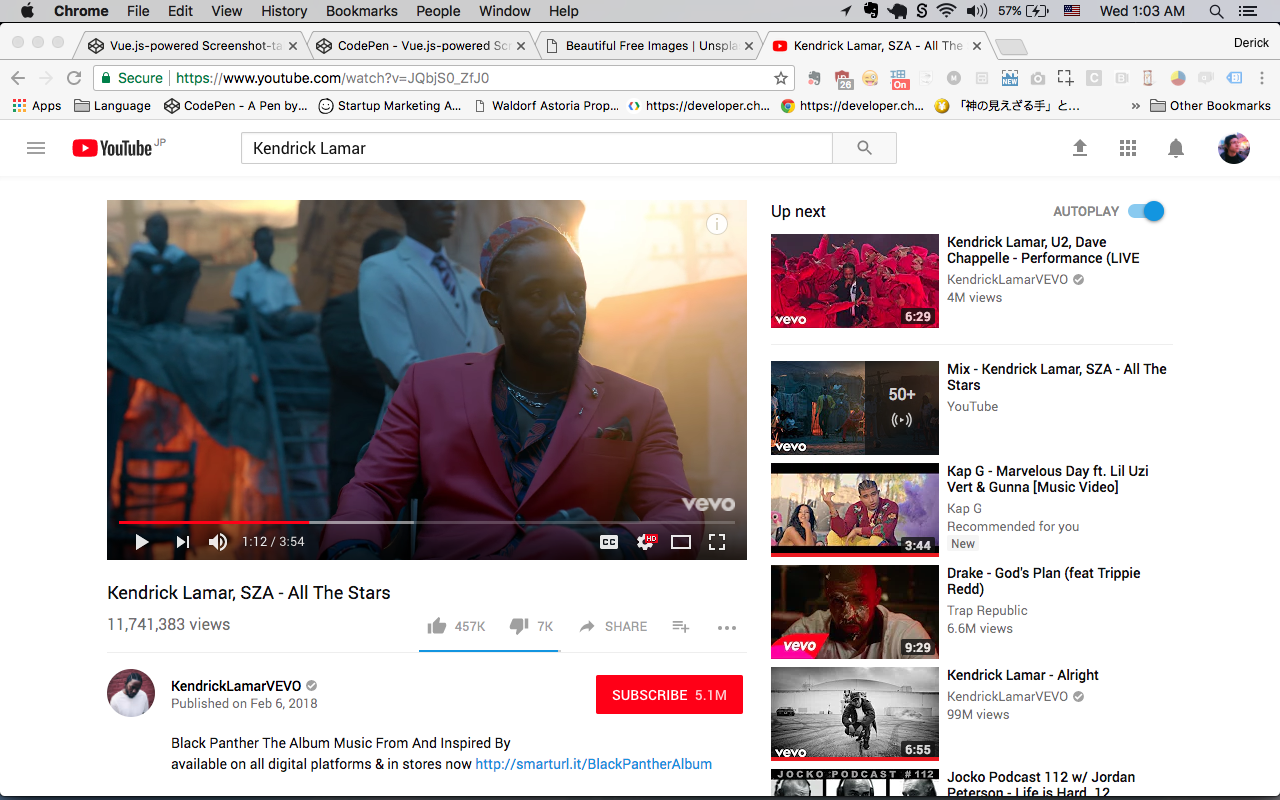 Chrome File Edit View History Bookmarks People Window Help 57% Wed 1:03 AM
Vue.js-powered Screenshot-ta CodePen - Vue.js-powered Scr Beautiful Free Images | Unspla Kendrick Lamar, SZA - All The Derick
Secure https://www.youtube.com/watch?v=JQbjS0_ZfJ0 26 On NEW
Apps Language CodePen - A Pen by... Startup Marketing A... Waldorf Astoria Prop... https://developer.ch... https://developer.ch... 「神の見えざる手」と... » Other Bookmarks
YouTube JP Kendrick Lamar
vevo
1:12 / 3:54 CC HD
Kendrick Lamar, SZA - All The Stars
11,741,383 views 457K 7K SHARE
KendrickLamarVEVO
Published on Feb 6, 2018
SUBSCRIBE 5.1M
Black Panther The Album Music From And Inspired By
available on all digital platforms & in stores now http://smarturl.it/BlackPantherAlbum
Up next AUTOPLAY
vevo 6:29
Kendrick Lamar, U2, Dave
Chappelle - Performance (LIVE
KendrickLamarVEVO
4M views
50+
vevo
Mix - Kendrick Lamar, SZA - All The
Stars
YouTube
3:44
Kap G - Marvelous Day ft. Lil Uzi
Vert & Gunna [Music Video]
Kap G
Recommended for you
New
vevo 9:29
Drake - God's Plan (feat Trippie
Redd)
Trap Republic
6.6M views
vevo 6:55
Kendrick Lamar - Alright
KendrickLamarVEVO
99M views
JOCKO PODCAST #112
Jocko Podcast 112 w/ Jordan
Peterson - Life is Hard. 12